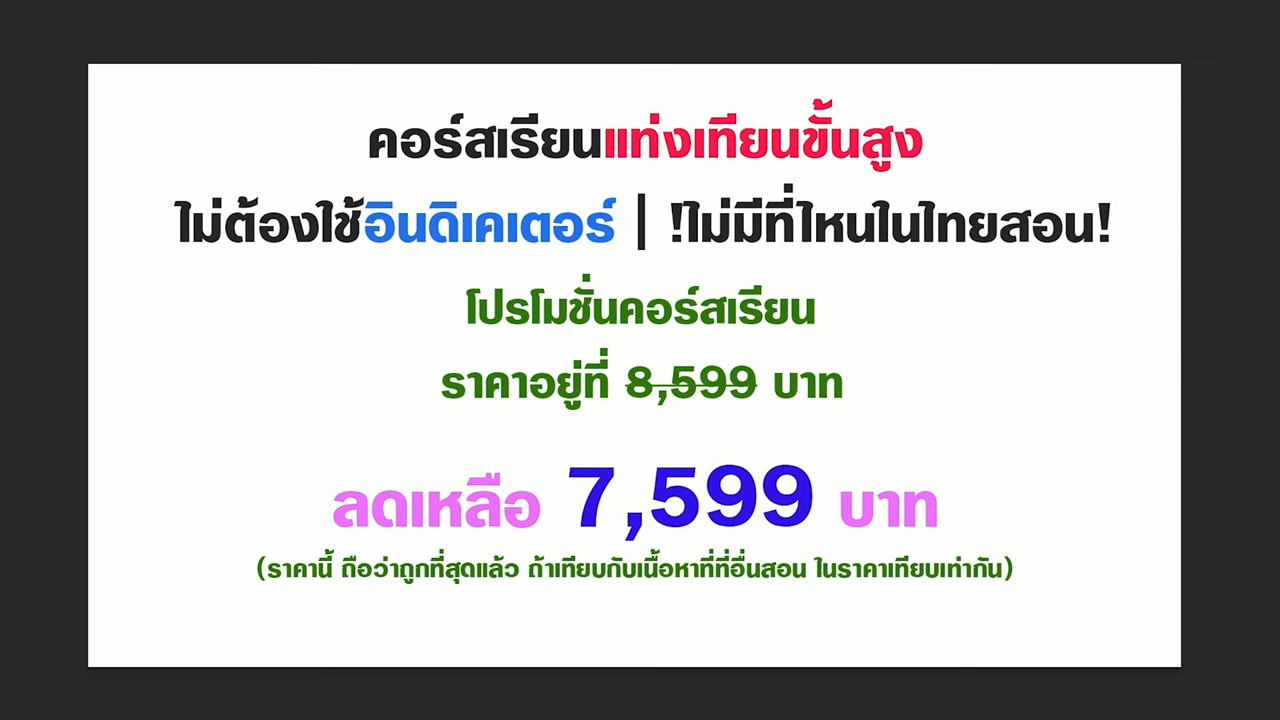 คอร์สเรียนแท่งเทียนขั้นสูง
ไม่ต้องใช้อินดิเคเตอร์ | !ไม่มีที่ไหนในไทยสอน!
โปรโมชั่นคอร์สเรียน
ราคาอยู่ที่ 8,599 บาท
ลดเหลือ 7,599 บาท
(ราคานี้ ถือว่าถูกที่สุดแล้ว ถ้าเทียบกับเนื้อหาที่ที่อื่นสอน ในราคาเทียบเท่ากัน)